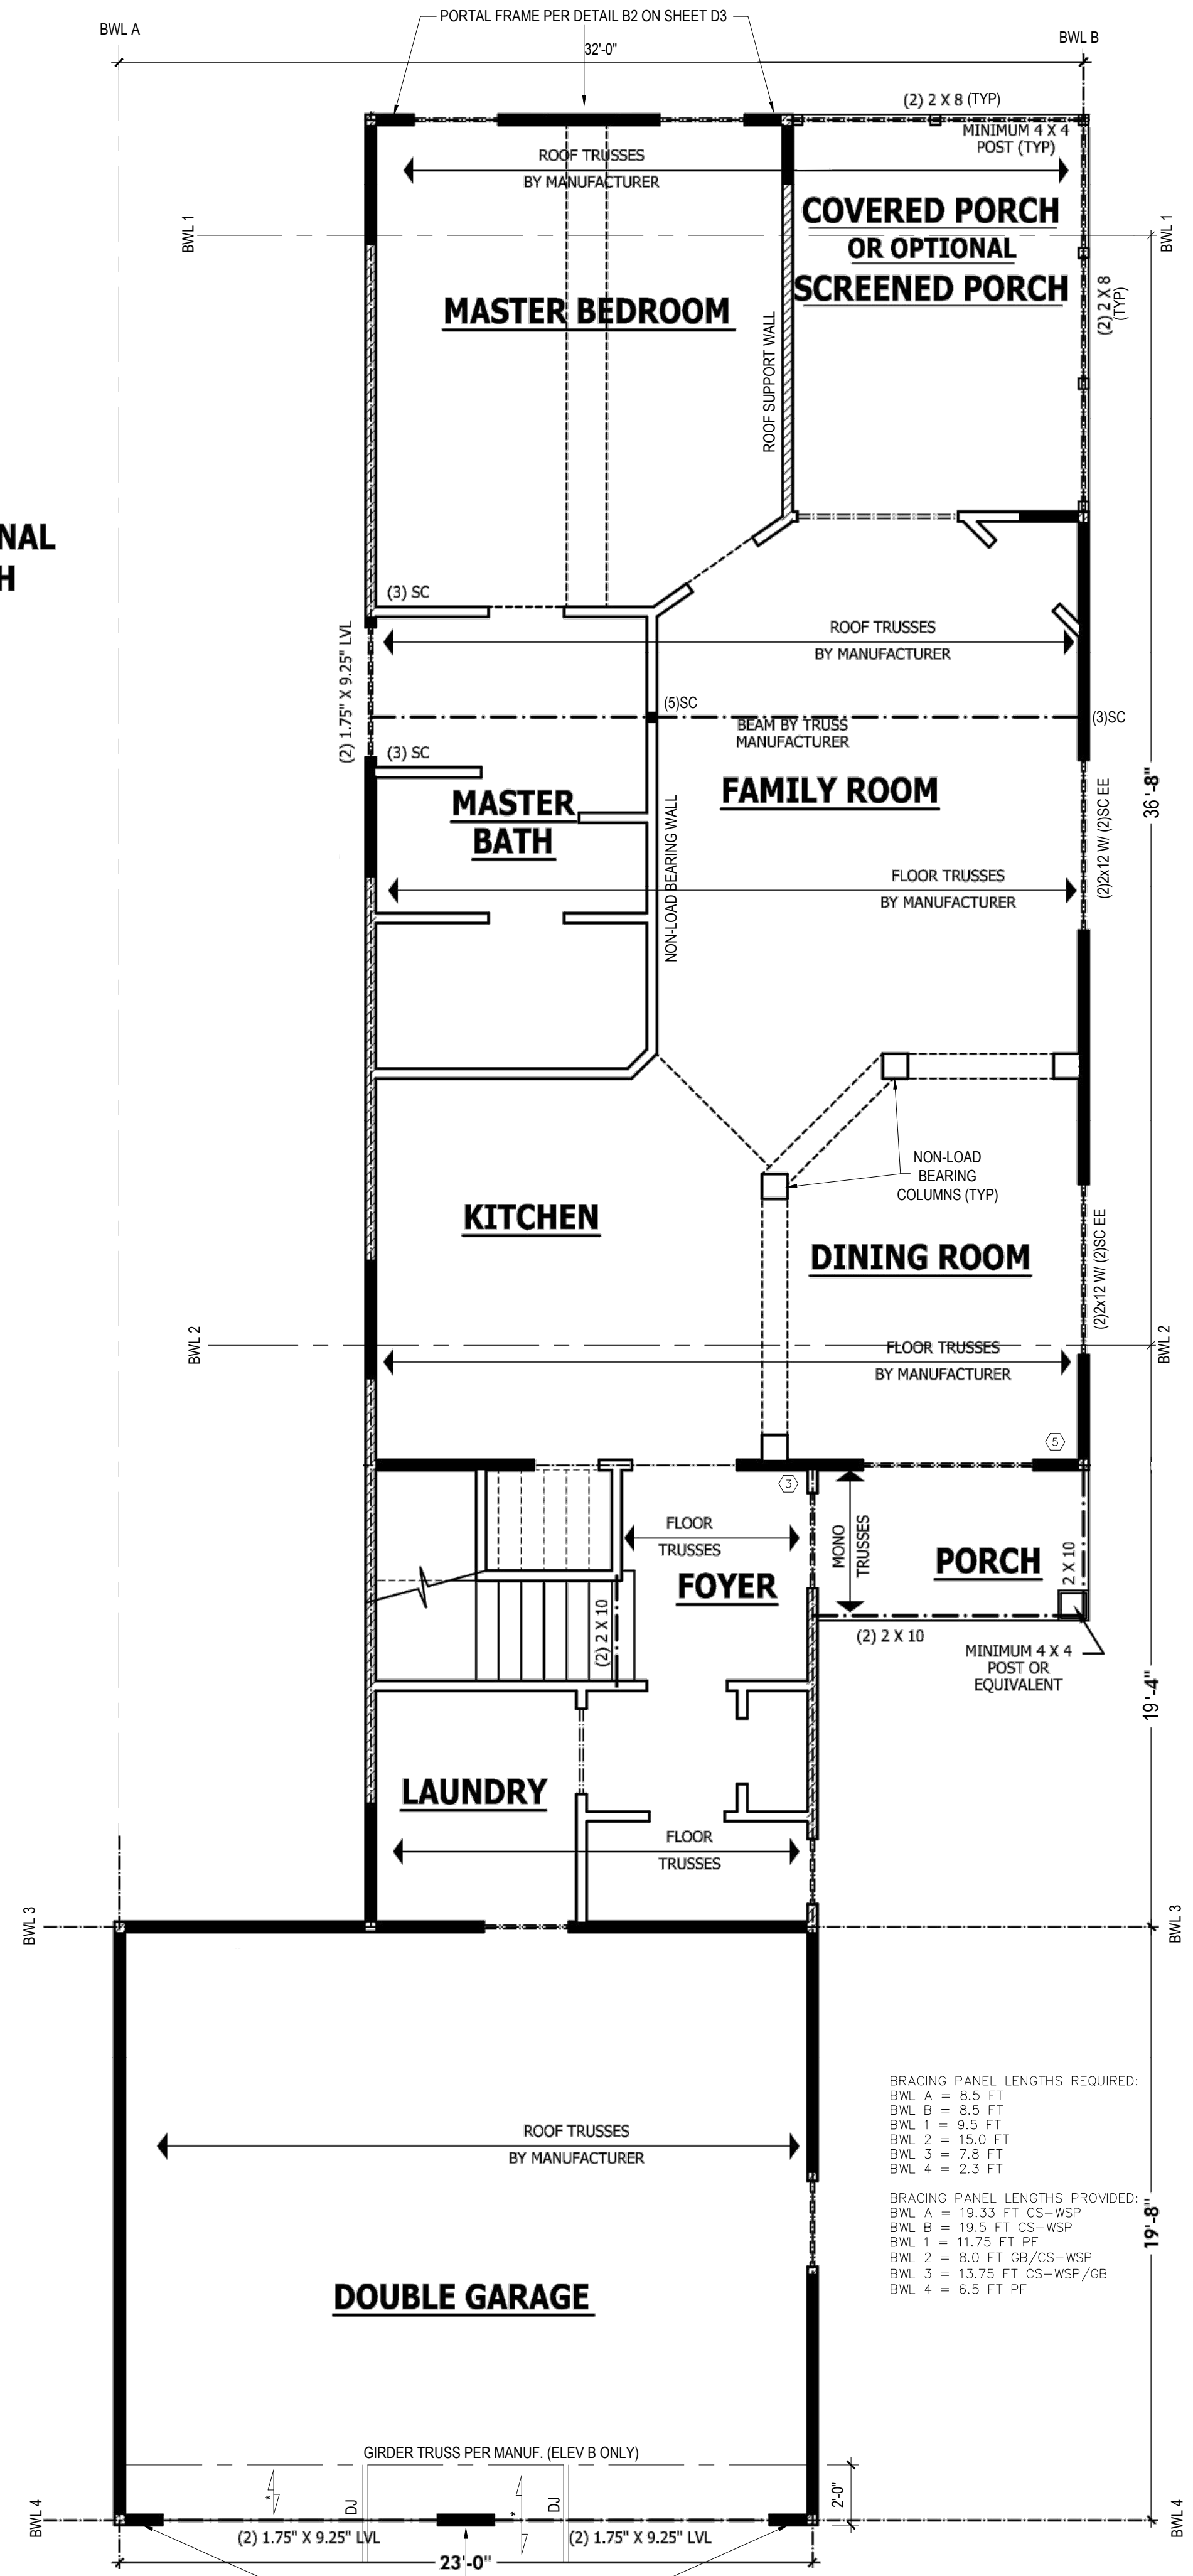 PORTAL FRAME PER DETAIL B2 ON SHEET D3
BWL A
32'-0"
BWL B
(2) 2 X 8 (TYP)
MINIMUM 4 X 4
POST (TYP)
ROOF TRUSSES
BY MANUFACTURER
COVERED PORCH
OR OPTIONAL
SCREENED PORCH
BWL 1
BWL 1
(2) 2 X 8
(TYP)
MASTER BEDROOM
ROOF SUPPORT WALL
NAL
H
(3) SC
(2) 1.75" X 9.25" LVL
ROOF TRUSSES
BY MANUFACTURER
(5)SC
BEAM BY TRUSS
MANUFACTURER
(3)SC
(3) SC
MASTER
BATH
FAMILY ROOM
36'-8"
(2)2x12 W/ (2)SC EE
NON-LOAD BEARING WALL
FLOOR TRUSSES
BY MANUFACTURER
NON-LOAD
BEARING
COLUMNS (TYP)
KITCHEN
DINING ROOM
(2)2x12 W/ (2)SC EE
BWL 2
BWL 2
FLOOR TRUSSES
BY MANUFACTURER
5
3
FLOOR
TRUSSES
MONO
TRUSSES
PORCH
2 X 10
FOYER
(2) 2 X 10
(2) 2 X 10
MINIMUM 4 X 4
POST OR
EQUIVALENT
19'-4"
LAUNDRY
FLOOR
TRUSSES
BWL 3
BWL 3
BRACING PANEL LENGTHS REQUIRED:
BWL A = 8.5 FT
BWL B = 8.5 FT
BWL 1 = 9.5 FT
BWL 2 = 15.0 FT
BWL 3 = 7.8 FT
BWL 4 = 2.3 FT
ROOF TRUSSES
BY MANUFACTURER
BRACING PANEL LENGTHS PROVIDED:
BWL A = 19.33 FT CS-WSP
BWL B = 19.5 FT CS-WSP
BWL 1 = 11.75 FT PF
BWL 2 = 8.0 FT GB/CS-WSP
BWL 3 = 13.75 FT CS-WSP/GB
BWL 4 = 6.5 FT PF
19'-8"
DOUBLE GARAGE
GIRDER TRUSS PER MANUF. (ELEV B ONLY)
*
DJ
*
DJ
2'-0"
BWL 4
BWL 4
(2) 1.75" X 9.25" LVL
(2) 1.75" X 9.25" LVL
23'-0"